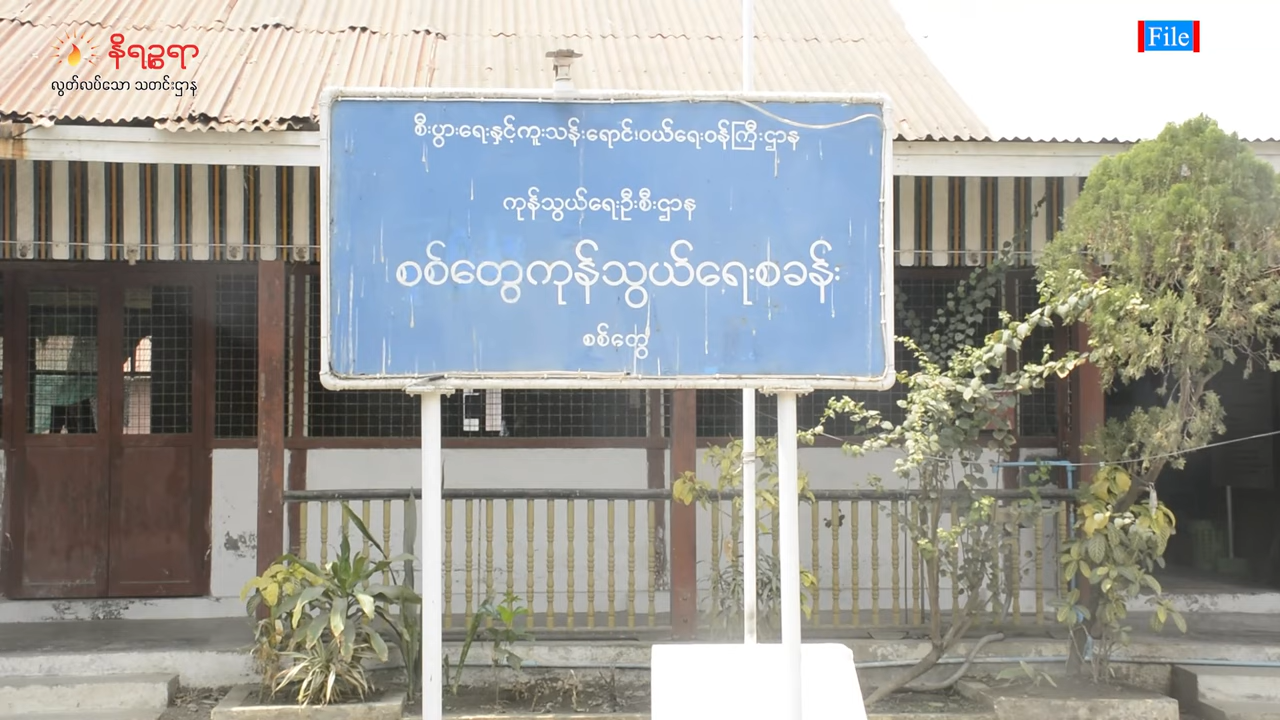 နိရဉ္စရာ
လွတ်လပ်သော သတင်းဌာန
File
စီးပွားရေးနှင့်ကူးသန်းရောင်းဝယ်ရေးဝန်ကြီးဌာန
ကုန်သွယ်ရေးဦးစီးဌာန
စစ်တွေကုန်သွယ်ရေးစခန်း
စစ်တွေ